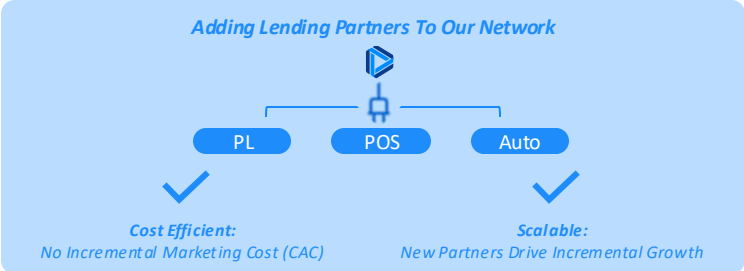 Adding Lending Partners To Our Network
PL
POS
Auto
Cost Efficient:
No Incremental Marketing Cost (CAC)
Scalable:
New Partners Drive Incremental Growth